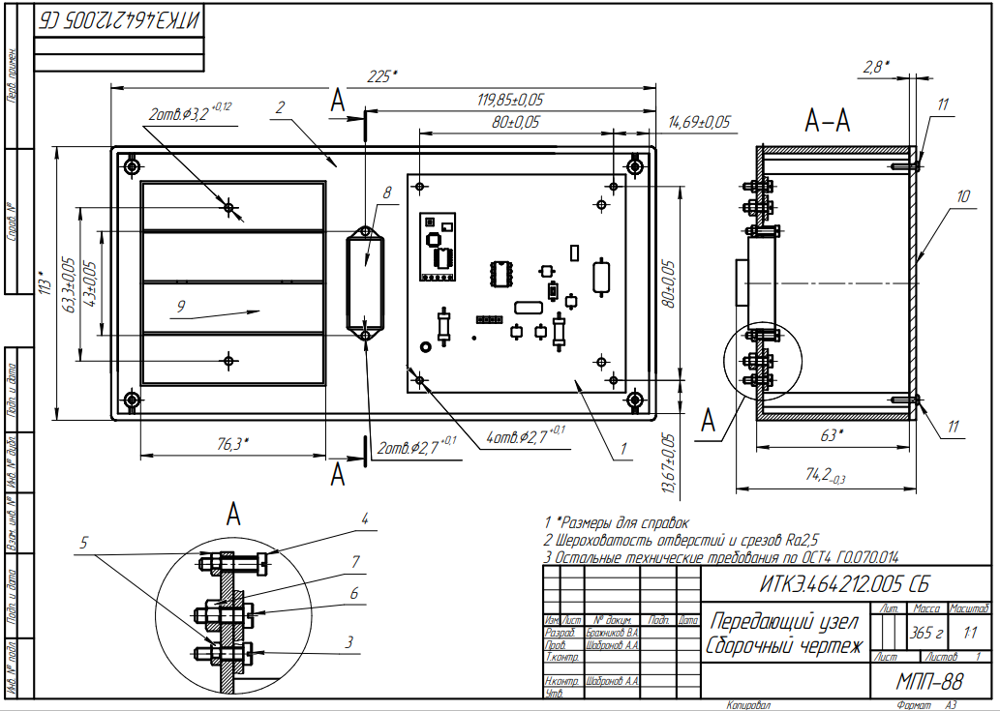 ИТКЭ.464212.005 СБ
Перв. примен.
Справ. №
Подп. и дата
Инв. № дубл.
Взам. инв. №
Подп. и дата
Инв. № подл.
225*
119,85±0,05
80±0,05
14,69±0,05
А
2отв.⌀3,2 +0,12
2
8
113*
63,3±0,05
43±0,05
9
80±0,05
13,67±0,05
76,3*
А
2отв.⌀2,7 +0,1
4отв.⌀2,7 +0,1
1
А-А
2,8*
11
10
А
11
63*
74,2-0,3
А
5
4
7
6
3
1 *Размеры для справок
2 Шероховатость отверстий и срезов Ra2,5
3 Остальные технические требования по ОСТ4 Г0.070.014
ИТКЭ.464212.005 СБ
Изм. Лист № докум. Подп. Дата
Разраб. Бражников В.А.
Пров. Шабронов А.А.
Т.контр.
Н.контр. Шабронов А.А.
Утв.
Передающий узел
Сборочный чертеж
Лит. Масса Масштаб
365 г 1:1
Лист Листов 1
МПП-88
Копировал Формат А3